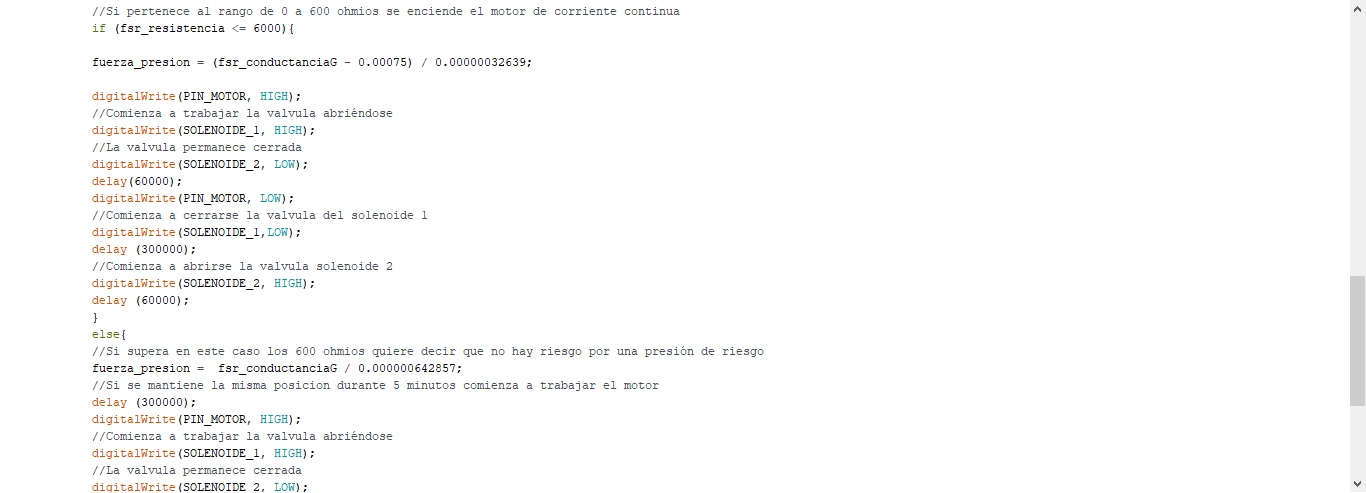 //Si pertenece al rango de 0 a 600 ohmios se enciende el motor de corriente continua
if (fsr_resistencia <= 6000){
fuerza_presion = (fsr_conductanciaG - 0.00075) / 0.00000032639;
digitalWrite(PIN_MOTOR, HIGH);
//Comienza a trabajar la valvula abriéndose
digitalWrite(SOLENOIDE_1, HIGH);
//La valvula permanece cerrada
digitalWrite(SOLENOIDE_2, LOW);
delay(60000);
digitalWrite(PIN_MOTOR, LOW);
//Comienza a cerrarse la valvula del solenoide 1
digitalWrite(SOLENOIDE_1,LOW);
delay (300000);
//Comienza a abrirse la valvula solenoide 2
digitalWrite(SOLENOIDE_2, HIGH);
delay (60000);
}
else{
//Si supera en este caso los 600 ohmios quiere decir que no hay riesgo por una presión de riesgo
fuerza_presion =  fsr_conductanciaG / 0.000000642857;
//Si se mantiene la misma posicion durante 5 minutos comienza a trabajar el motor
delay (300000);
digitalWrite(PIN_MOTOR, HIGH);
//Comienza a trabajar la valvula abriéndose
digitalWrite(SOLENOIDE_1, HIGH);
//La valvula permanece cerrada
digitalWrite(SOLENOIDE_2, LOW);